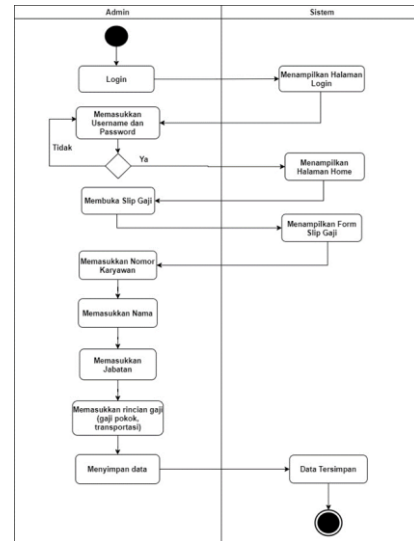 Admin
Sistem
Login
Menampilkan Halaman
Login
Memasukkan
Username dan
Password
Tidak
Ya
Menampilkan
Halaman Home
Membuka Slip Gaji
Menampilkan Form
Slip Gaji
Memasukkan Nomor
Karyawan
Memasukkan Nama
Memasukkan
Jabatan
Memasukkan rincian gaji
(gaji pokok,
transportasi)
Menyimpan data
Data Tersimpan